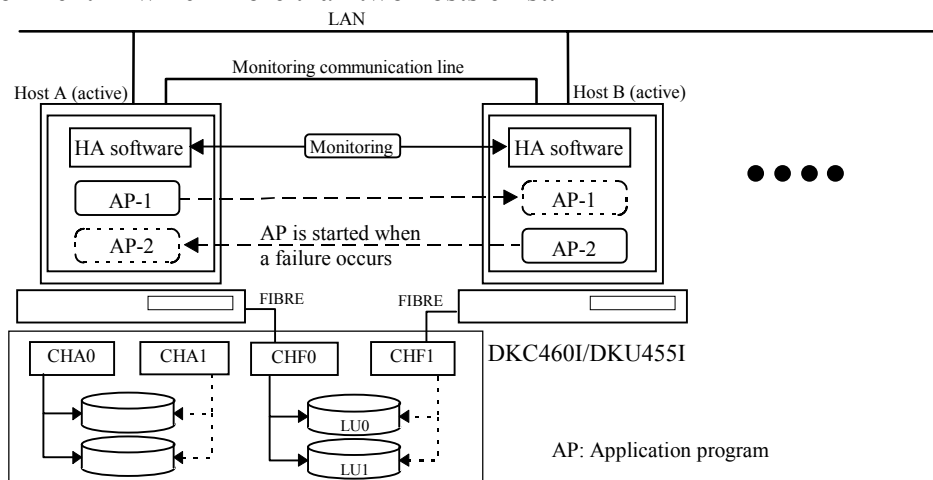 LAN
Monitoring communication line
Host A (active)
Host B (active)
HA software
Monitoring
HA software
AP-1
AP-1
AP-2
AP is started when
a failure occurs
AP-2
FIBRE
FIBRE
CHA0
CHA1
CHF0
CHF1
DKC460I/DKU455I
LU0
LU1
AP: Application program